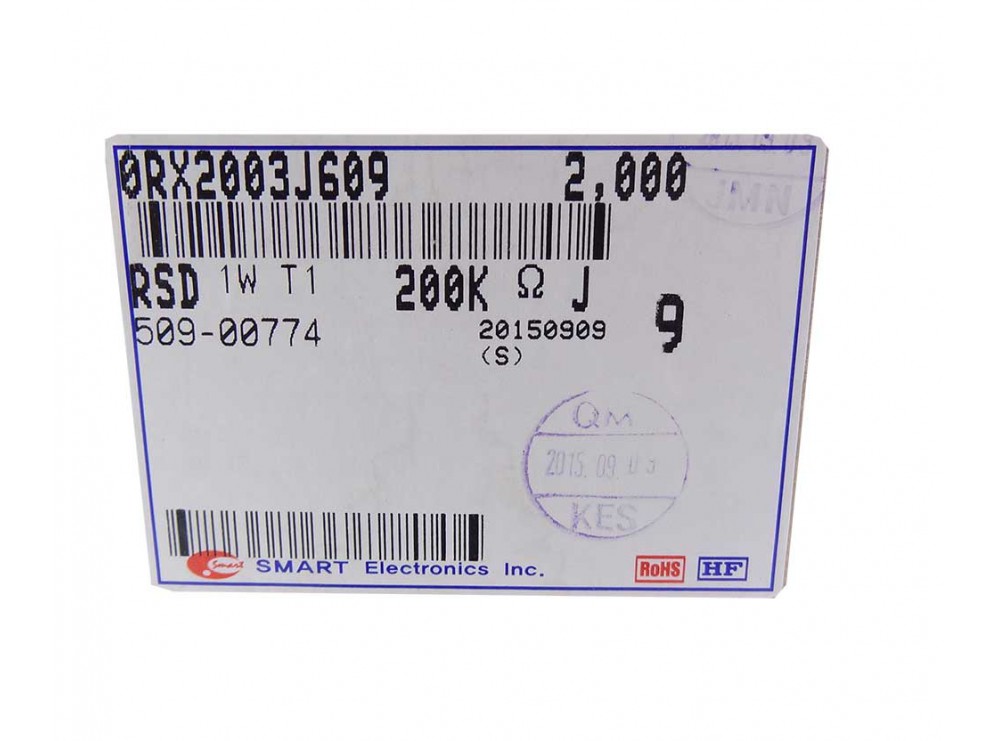 0RX2003J609 2,000
RSD 1W T1 200K Ω J
9
509-00774 20150909
(S)
QM
2015. 09.
KES
Smart SMART Electronics Inc. RoHS HF